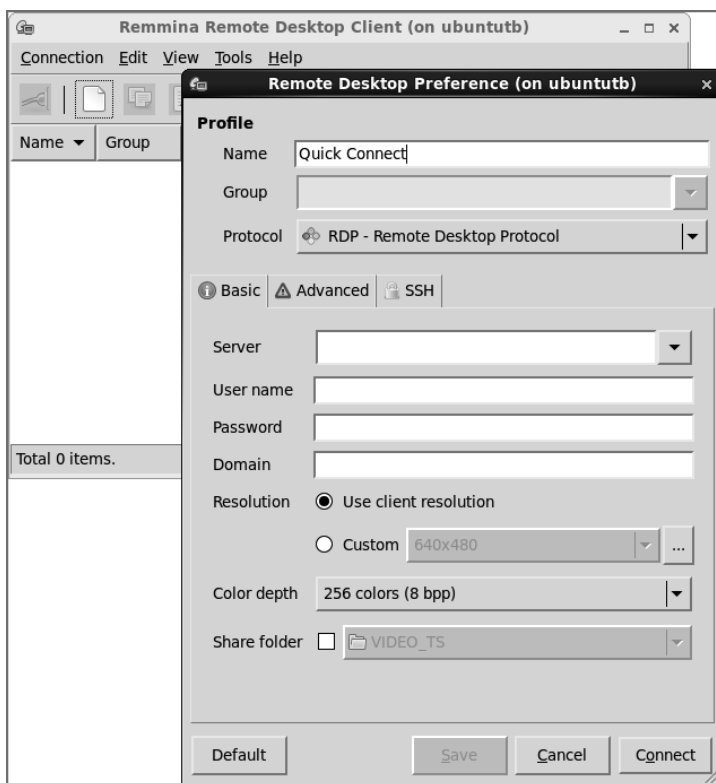 Remmina Remote Desktop Client (on ubuntutb)
Connection Edit View Tools Help
Name Group
Total 0 items.
Remote Desktop Preference (on ubuntutb)
Profile
Name Quick Connect
Group
Protocol RDP - Remote Desktop Protocol
Basic Advanced SSH
Server
User name
Password
Domain
Resolution Use client resolution
Custom 640x480 ...
Color depth 256 colors (8 bpp)
Share folder VIDEO_TS
Default Save Cancel Connect